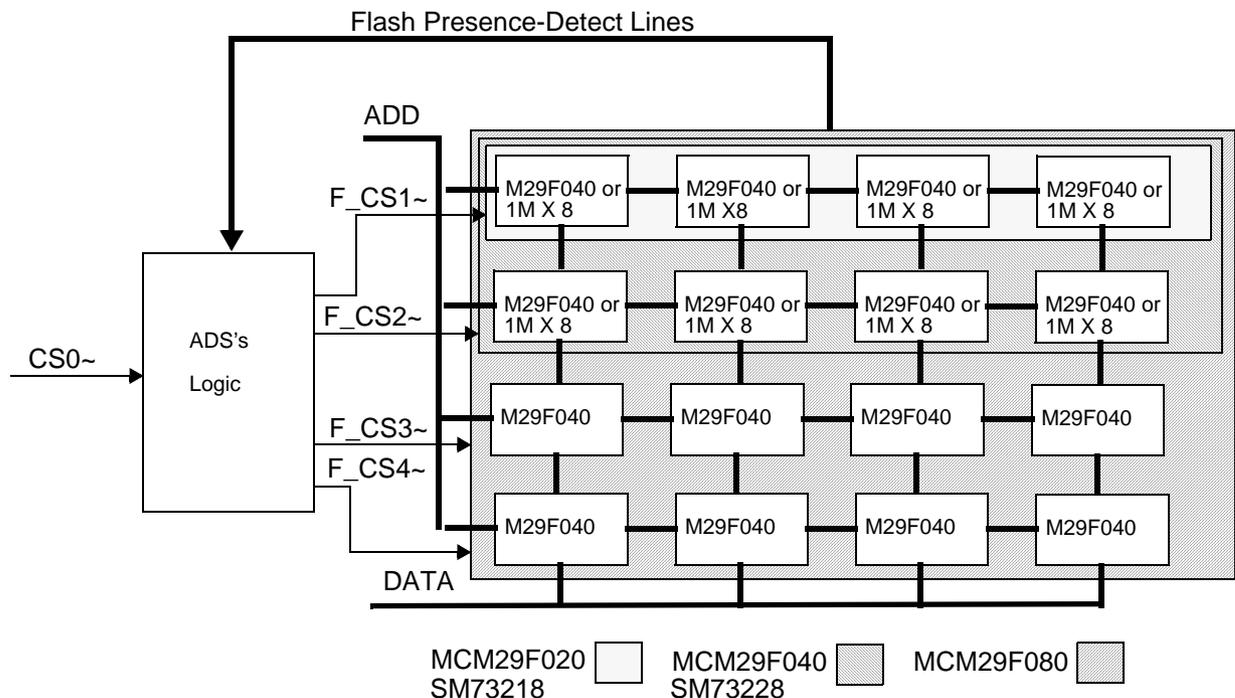 Flash Presence-Detect Lines
ADD
F_CS1~
M29F040 or
1M X 8
M29F040 or
1M X8
M29F040 or
1M X 8
M29F040 or
1M X 8
F_CS2~
M29F040 or
1M X 8
M29F040 or
1M X 8
M29F040 or
1M X 8
M29F040 or
1M X 8
CS0~
ADS's
Logic
F_CS3~
M29F040
M29F040
M29F040
M29F040
F_CS4~
M29F040
M29F040
M29F040
M29F040
DATA
MCM29F020
SM73218
MCM29F040
SM73228
MCM29F080